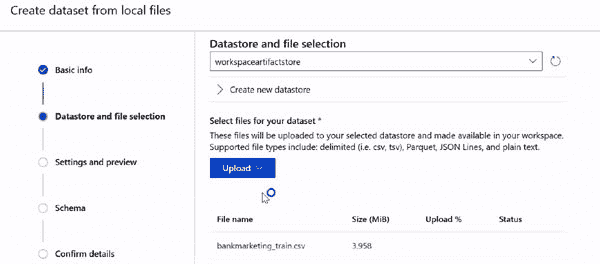 Create dataset from local files
Basic info
Datastore and file selection
Settings and preview
Schema
Confirm details
Datastore and file selection
workspaceartifactstore
Create new datastore
Select files for your dataset *
These files will be uploaded to your selected datastore and made available in your workspace.
Supported file types include: delimited (i.e. csv, tsv), Parquet, JSON Lines, and plain text.
Upload
File name Size (MiB) Upload % Status
bankmarketing_train.csv 3.958